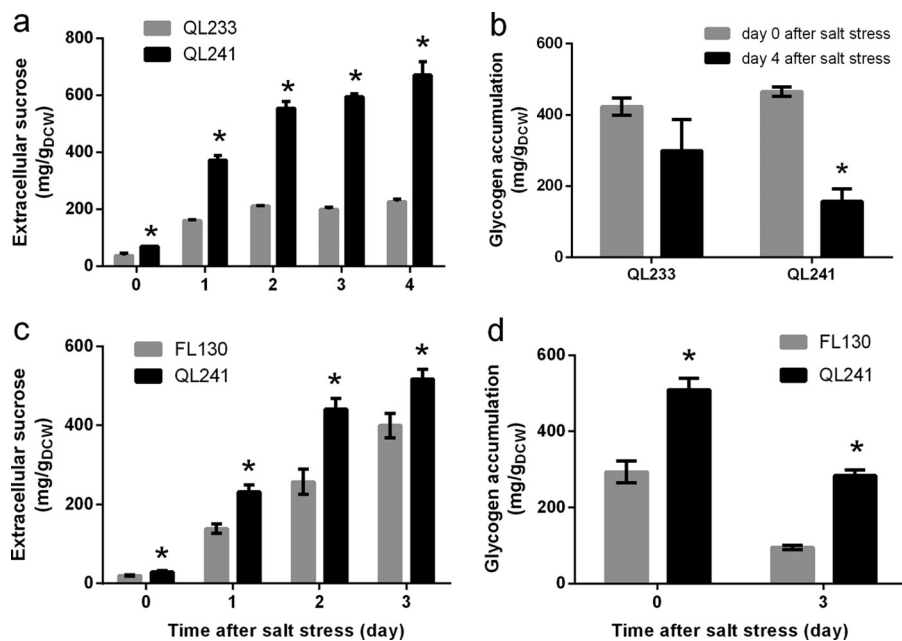 a
QL233
QL241
Extracellular sucrose
(mg/gDCW)
800
600
400
200
0
*
*
*
*
*
0 1 2 3 4
b
day 0 after salt stress
day 4 after salt stress
Glycogen accumulation
(mg/gDCW)
600
400
200
0
*
QL233 QL241
c
FL130
QL241
Extracellular sucrose
(mg/gDCW)
600
400
200
0
*
*
*
*
0 1 2 3
Time after salt stress (day)
d
FL130
QL241
Glycogen accumulation
(mg/gDCW)
600
400
200
0
*
*
0 3
Time after salt stress (day)